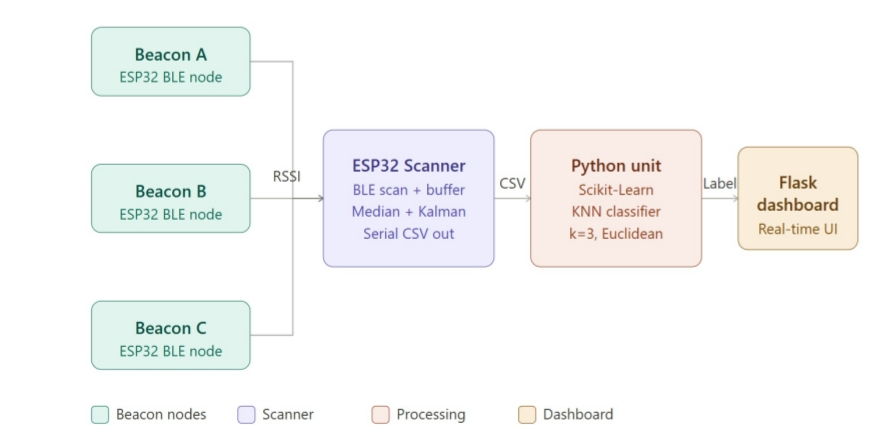 Beacon A
ESP32 BLE node
RSSI
Beacon B
ESP32 BLE node
Beacon C
ESP32 BLE node
ESP32 Scanner
BLE scan + buffer
Median + Kalman
Serial CSV out
CSV
Python unit
Scikit-Learn
KNN classifier
k=3, Euclidean
Label
Flask
dashboard
Real-time UI
Beacon nodes
Scanner
Processing
Dashboard